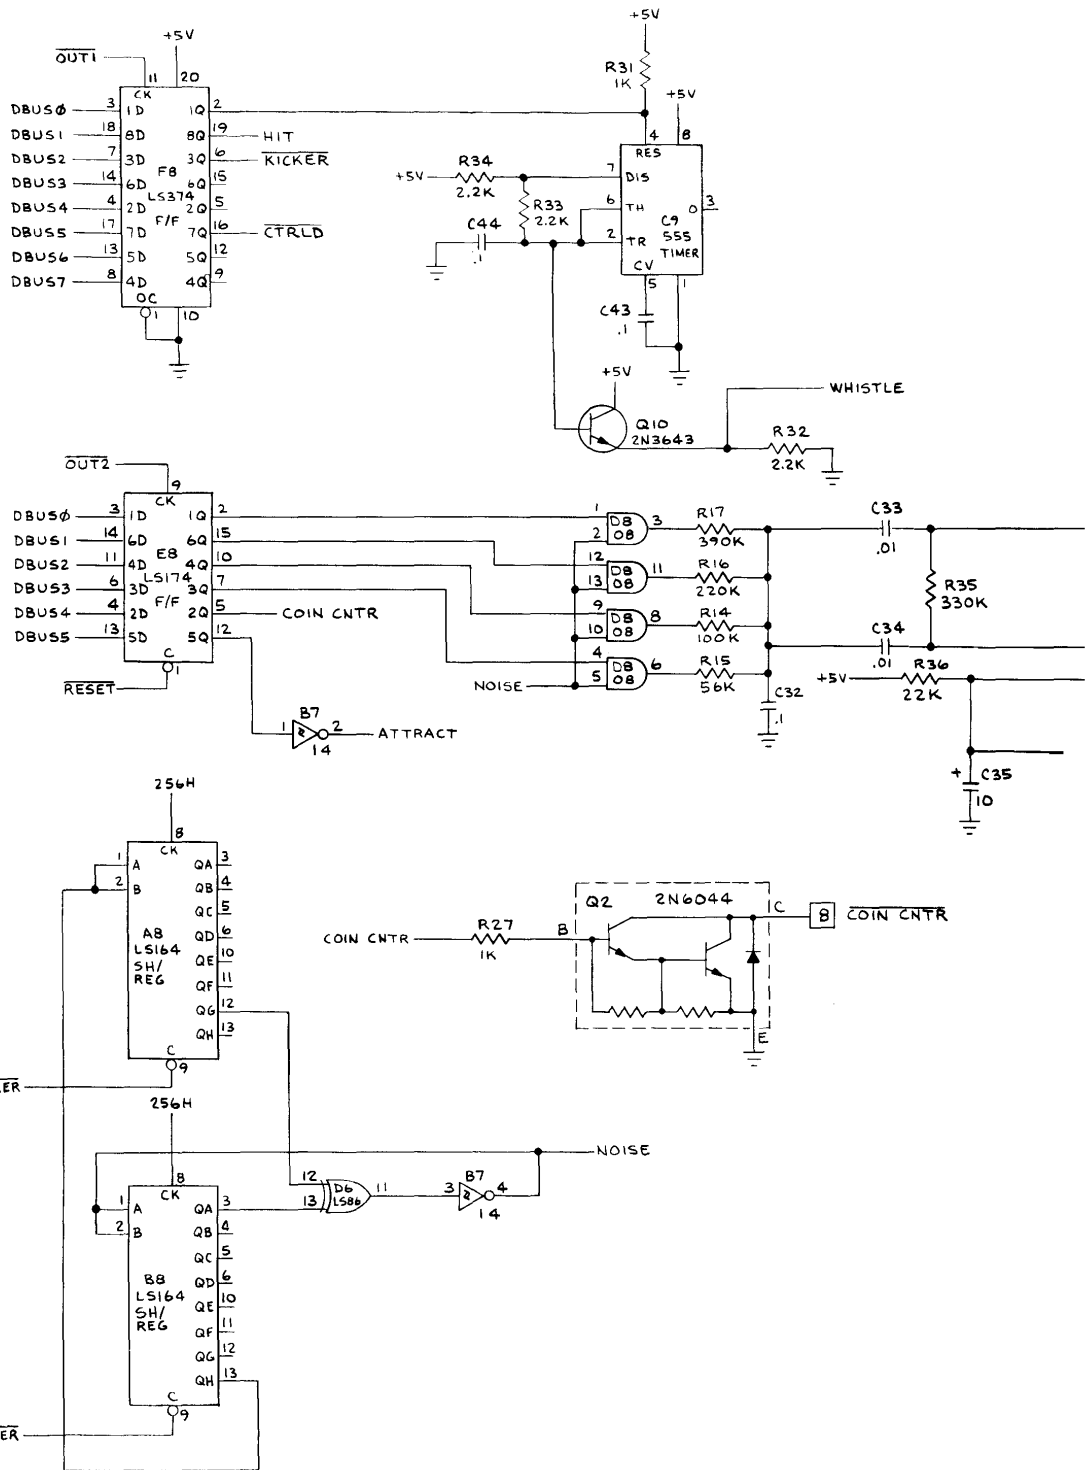 OUT1
+5V
11 20
CK
DBUSØ 3 1D 1Q 2
DBUS1 18 8D 8Q 19 HIT
DBUS2 7 3D 3Q 6 KICKER
DBUS3 14 6D 6Q 15
DBUS4 4 2D 2Q 5
DBUS5 17 7D 7Q 16 CTRLD
DBUS6 13 5D 5Q 12
DBUS7 8 4D 4Q 9
F8
LS374
F/F
OC
1 10
+5V
R31
1K
+5V
4 8
RES
R34
+5V
2.2K
7 DIS
R33
2.2K
6 TH
O 3
C44
.1
2 TR
C9
555
TIMER
CV
5 1
C43
.1
+5V
Q10
2N3643
WHISTLE
R32
2.2K
OUT2
9
CK
DBUSØ 3 1D 1Q 2
DBUS1 14 6D 6Q 15
DBUS2 11 4D 4Q 10
DBUS3 6 3D 3Q 7
DBUS4 4 2D 2Q 5 COIN CNTR
DBUS5 13 5D 5Q 12
E8
LS174
F/F
C
1
RESET
1 D8 3 R17
2 08 390K
12 D8 11 R16
13 08 220K
9 D8 8 R14
10 08 100K
4 D8 6 R15
5 08 56K
NOISE
C32
.1
C33
.01
R35
330K
C34
.01
R36
+5V
22K
+ C35
10
B7
1 2 ATTRACT
14
256H
8
CK
1 A QA 3
2 B QB 4
QC 5
QD 6
QE 10
QF 11
QG 12
QH 13
A8
LS164
SH/
REG
C
9
ER
Q2 2N6044
COIN CNTR
R27
1K
B
C
8 COIN CNTR
E
256H
8
CK
1 A QA 3
2 B QB 4
QC 5
QD 6
QE 10
QF 11
QG 12
QH 13
B8
LS164
SH/
REG
C
9
ER
12 D6 11
13 LS86
B7
3 4
14
NOISE